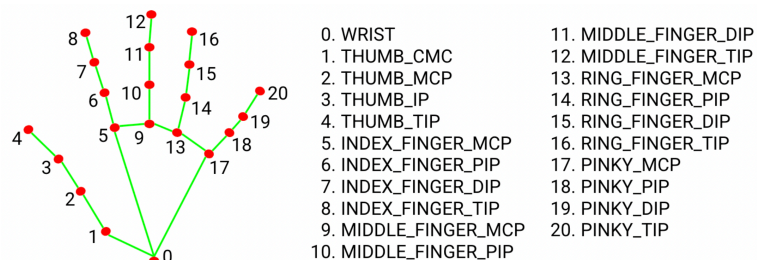 12
16
8
11
7
15
20
10
6
14
19
4
5
9
13
18
3
17
2
1
0
0. WRIST
1. THUMB_CMC
2. THUMB_MCP
3. THUMB_IP
4. THUMB_TIP
5. INDEX_FINGER_MCP
6. INDEX_FINGER_PIP
7. INDEX_FINGER_DIP
8. INDEX_FINGER_TIP
9. MIDDLE_FINGER_MCP
10. MIDDLE_FINGER_PIP
11. MIDDLE_FINGER_DIP
12. MIDDLE_FINGER_TIP
13. RING_FINGER_MCP
14. RING_FINGER_PIP
15. RING_FINGER_DIP
16. RING_FINGER_TIP
17. PINKY_MCP
18. PINKY_PIP
19. PINKY_DIP
20. PINKY_TIP